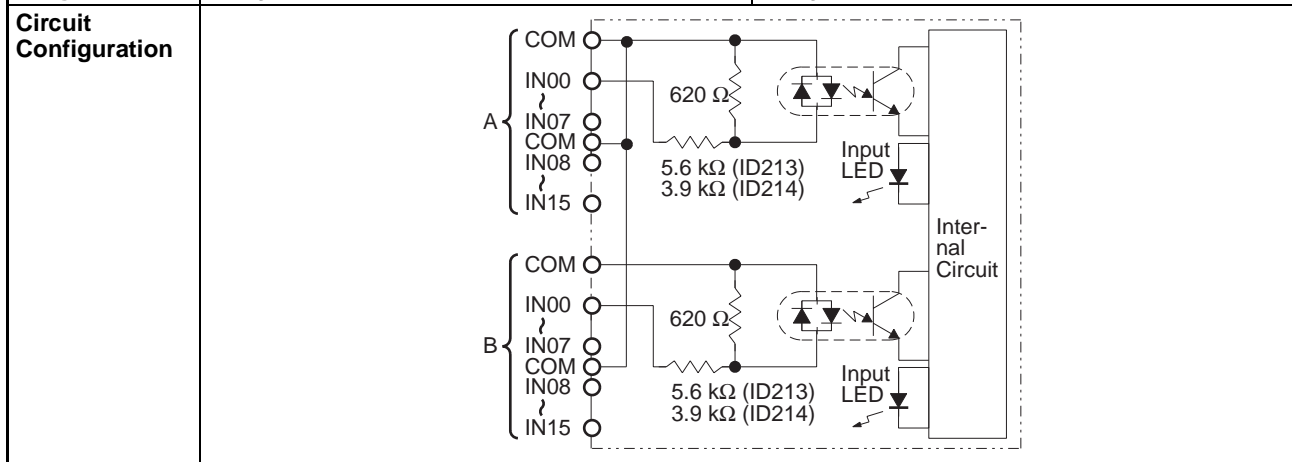 Circuit
Configuration
COM
IN00
A
IN07
COM
IN08
IN15
620 Ω
5.6 kΩ (ID213)
3.9 kΩ (ID214)
Input
LED
Inter-
nal
Circuit
COM
IN00
B
IN07
COM
IN08
IN15
620 Ω
5.6 kΩ (ID213)
3.9 kΩ (ID214)
Input
LED